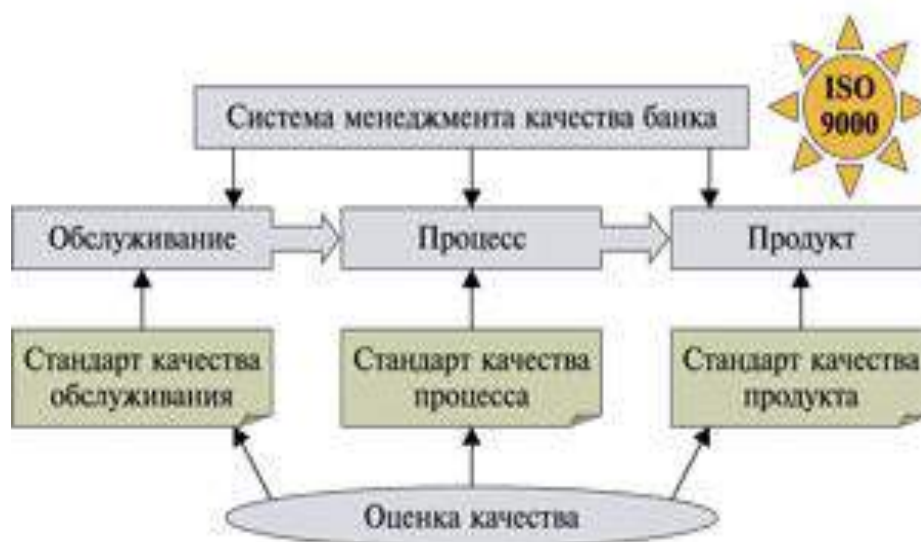 ISO
9000
Система менеджмента качества банка
Обслуживание
Процесс
Продукт
Стандарт качества
обслуживания
Стандарт качества
процесса
Стандарт качества
продукта
Оценка качества